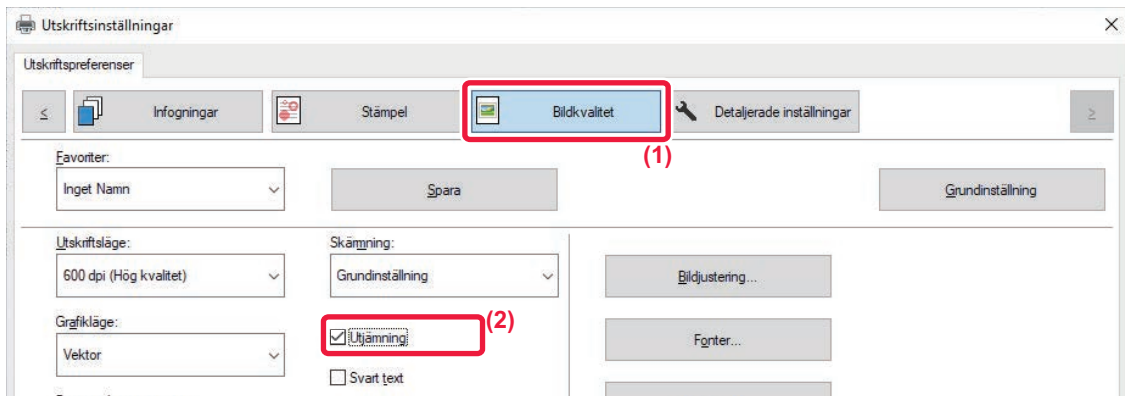 Utskriftsinställningar
Utskriftspreferenser
< Infogningar Stämpel Bildkvalitet Detaljerade inställningar >
(1)
Favoriter:
Inget Namn Spara Grundinställning
Utskriftsläge: Skärmning:
600 dpi (Hög kvalitet) Grundinställning Bildjustering...
Grafikläge: Utjämning (2) Fonter...
Vektor
Svart text